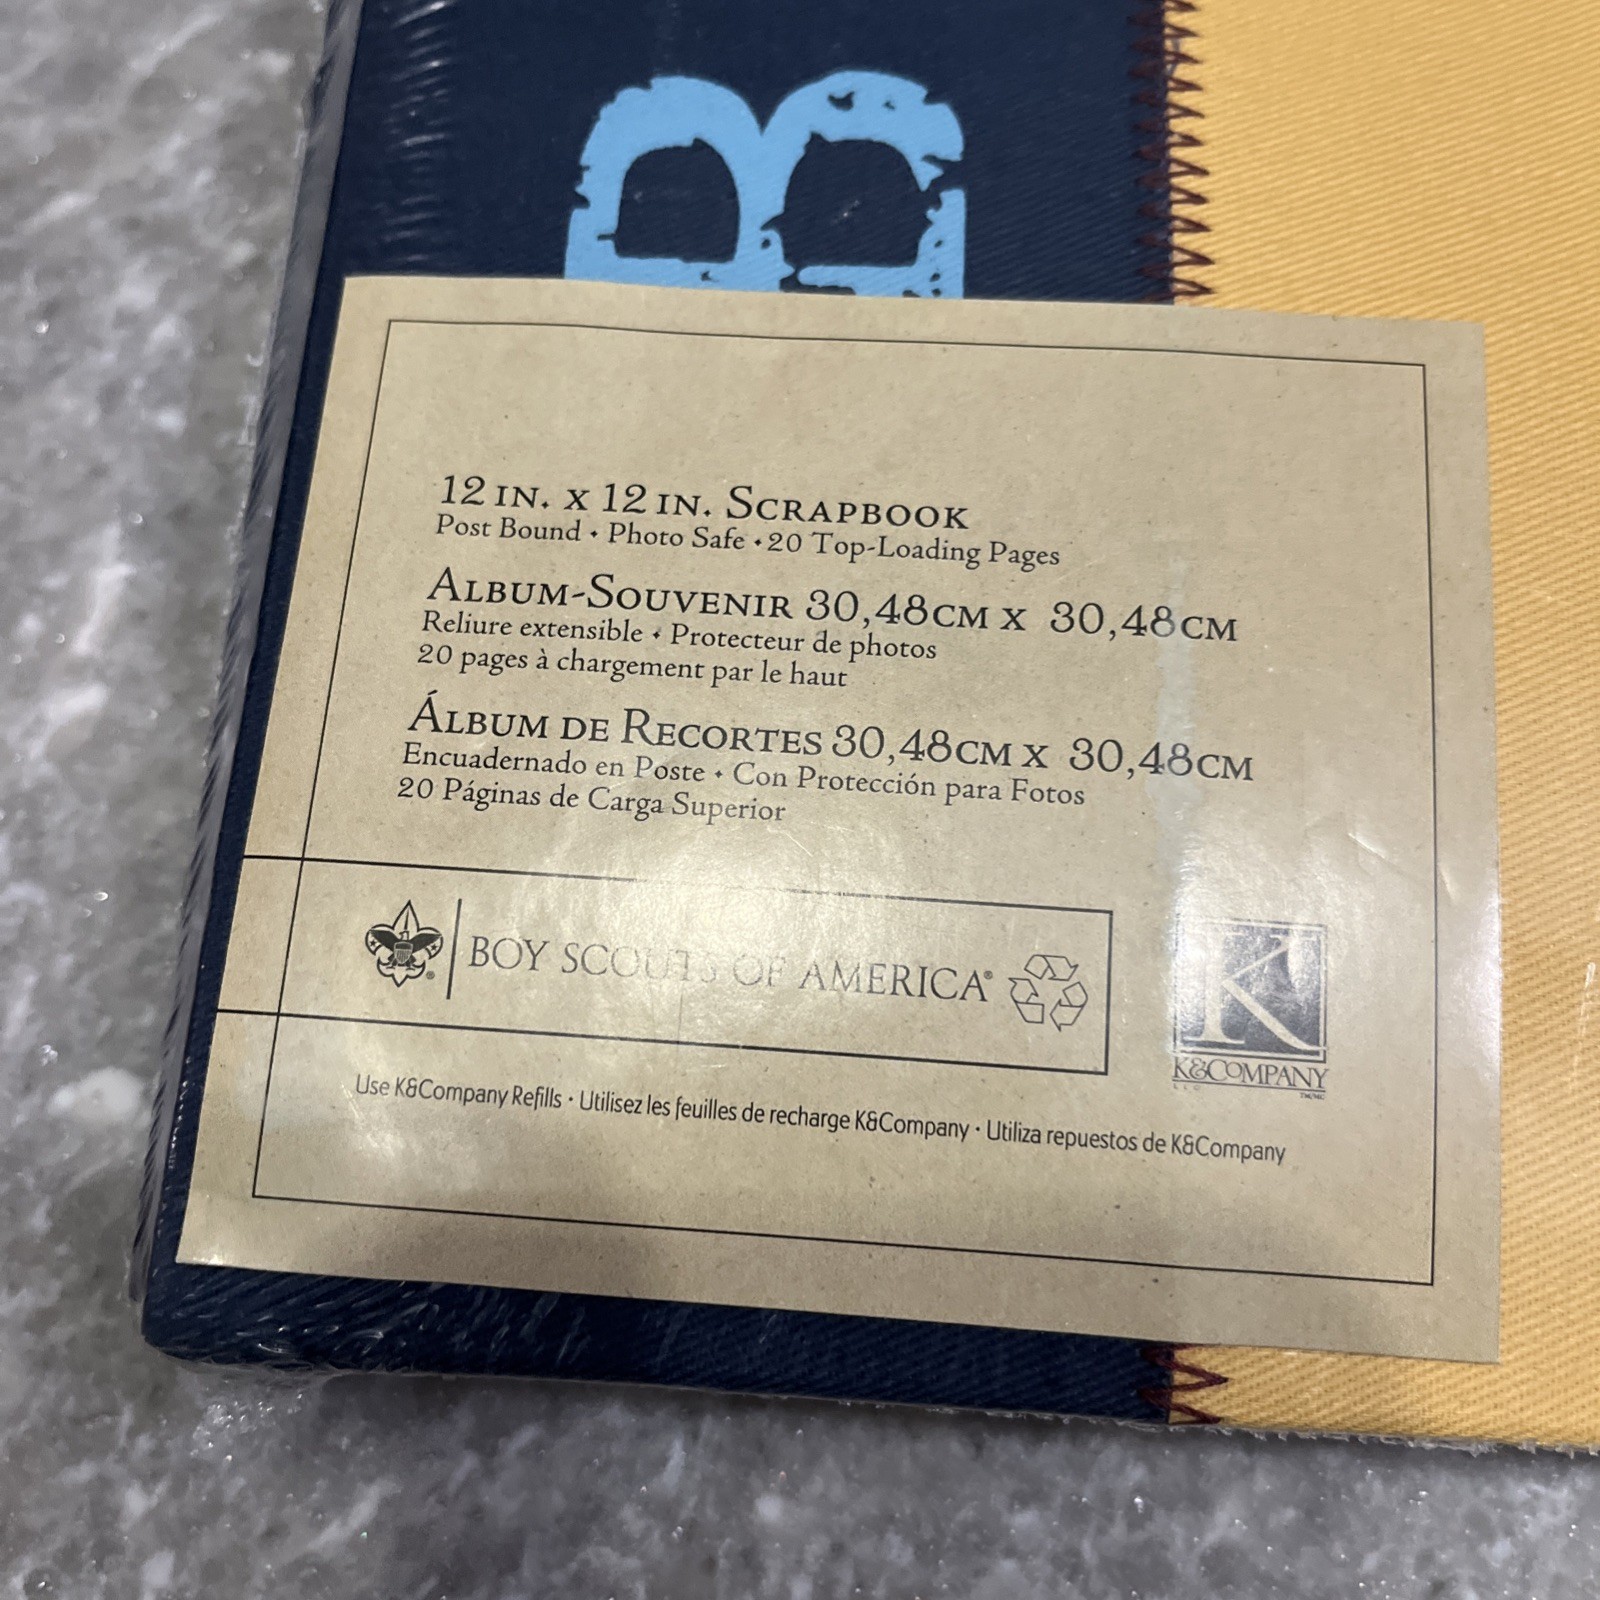 B
12 IN. X 12 IN. SCRAPBOOK
Post Bound • Photo Safe • 20 Top-Loading Pages
ALBUM-SOUVENIR 30,48CM X 30,48CM
Reliure extensible • Protecteur de photos
20 pages à chargement par le haut
ÁLBUM DE RECORTES 30,48CM X 30,48CM
Encuadernado en Poste • Con Protección para Fotos
20 Páginas de Carga Superior
BOY SCOUTS OF AMERICA®
K
K&COMPANY
Use K&Company Refills • Utilisez les feuilles de recharge K&Company • Utiliza repuestos de K&Company